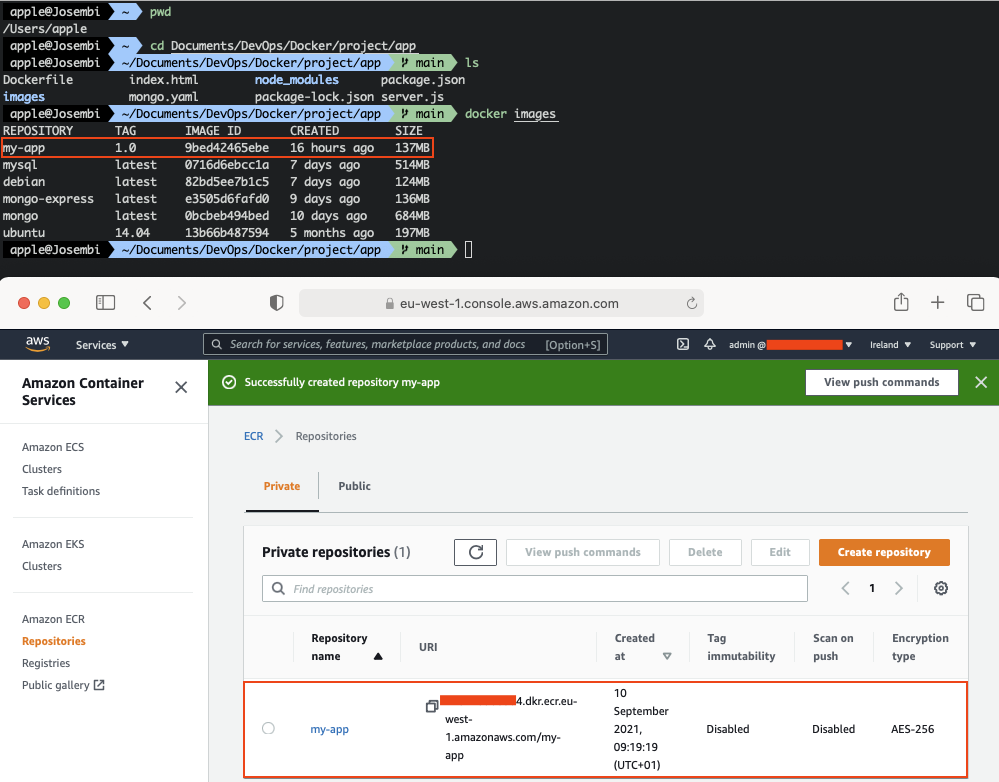 apple@Josembi ~ pwd
/Users/apple
apple@Josembi ~ cd Documents/DevOps/Docker/project/app
apple@Josembi ~/Documents/DevOps/Docker/project/app main ls
Dockerfile index.html node_modules package.json
images mongo.yaml package-lock.json server.js
apple@Josembi ~/Documents/DevOps/Docker/project/app main docker images
REPOSITORY TAG IMAGE ID CREATED SIZE
my-app 1.0 9bed42465ebe 16 hours ago 137MB
mysql latest 0716d6ebcc1a 7 days ago 514MB
debian latest 82bd5ee7b1c5 7 days ago 124MB
mongo-express latest e3505d6fafd0 9 days ago 136MB
mongo latest 0bcbeb494bed 10 days ago 684MB
ubuntu 14.04 13b66b487594 5 months ago 197MB
apple@Josembi ~/Documents/DevOps/Docker/project/app main
eu-west-1.console.aws.amazon.com
aws Services Search for services, features, marketplace products, and docs [Option+S] admin @ Ireland Support
Amazon Container
Services
Successfully created repository my-app View push commands
Amazon ECS
Clusters
Task definitions
Amazon EKS
Clusters
Amazon ECR
Repositories
Registries
Public gallery
ECR Repositories
Private Public
Private repositories (1) View push commands Delete Edit Create repository
Find repositories 1
Repository name URI Created at Tag immutability Scan on push Encryption type
my-app
4.dkr.ecr.eu-
west-
1.amazonaws.com/my-
app
10
September
2021,
09:19:19
(UTC+01)
Disabled Disabled AES-256